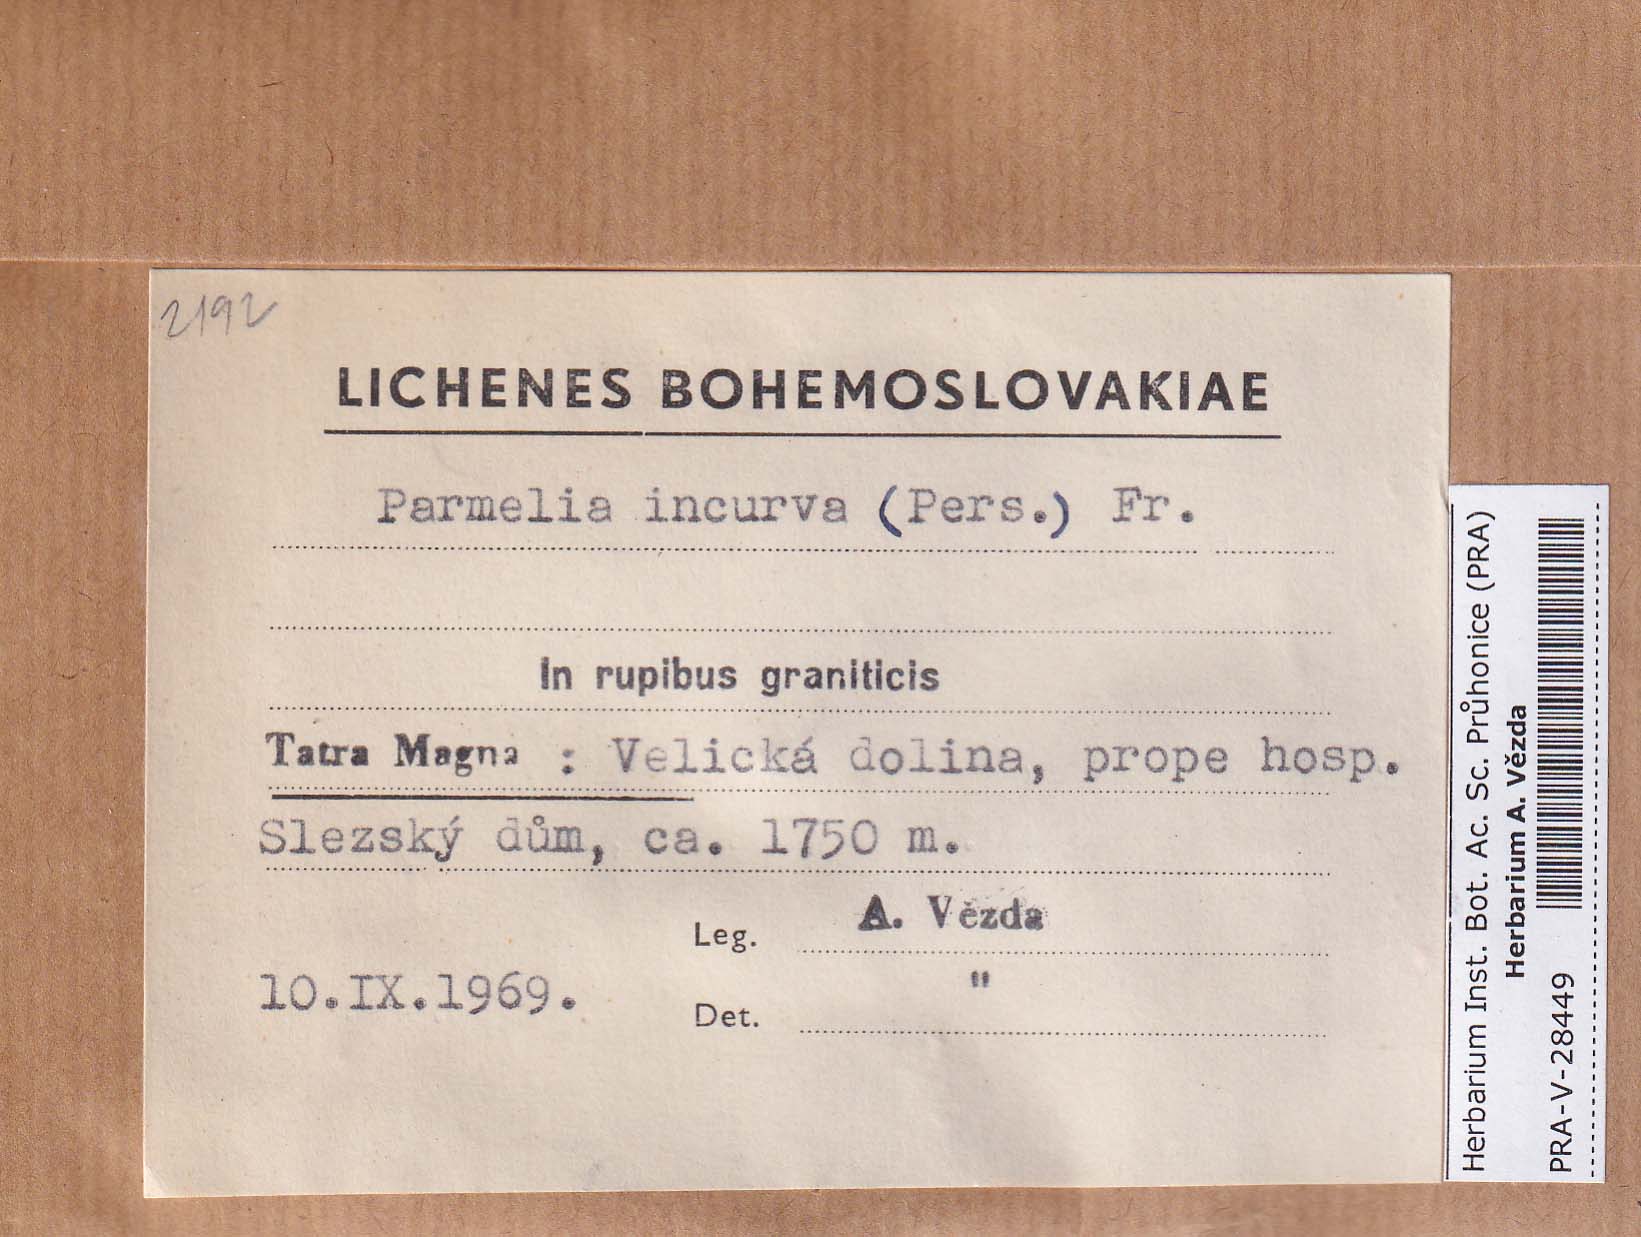 2192
LICHENES BOHEMOSLOVAKIAE
Parmelia incurva (Pers.) Fr.
In rupibus graniticis
Tatra Magna : Velická dolina, prope hosp.
Slezský dům, ca. 1750 m.
Leg. A. Vězda
10.IX.1969.
Det. "
Herbarium Inst. Bot. Ac. Sc. Průhonice (PRA)
Herbarium A. Vězda
PRA-V-28449